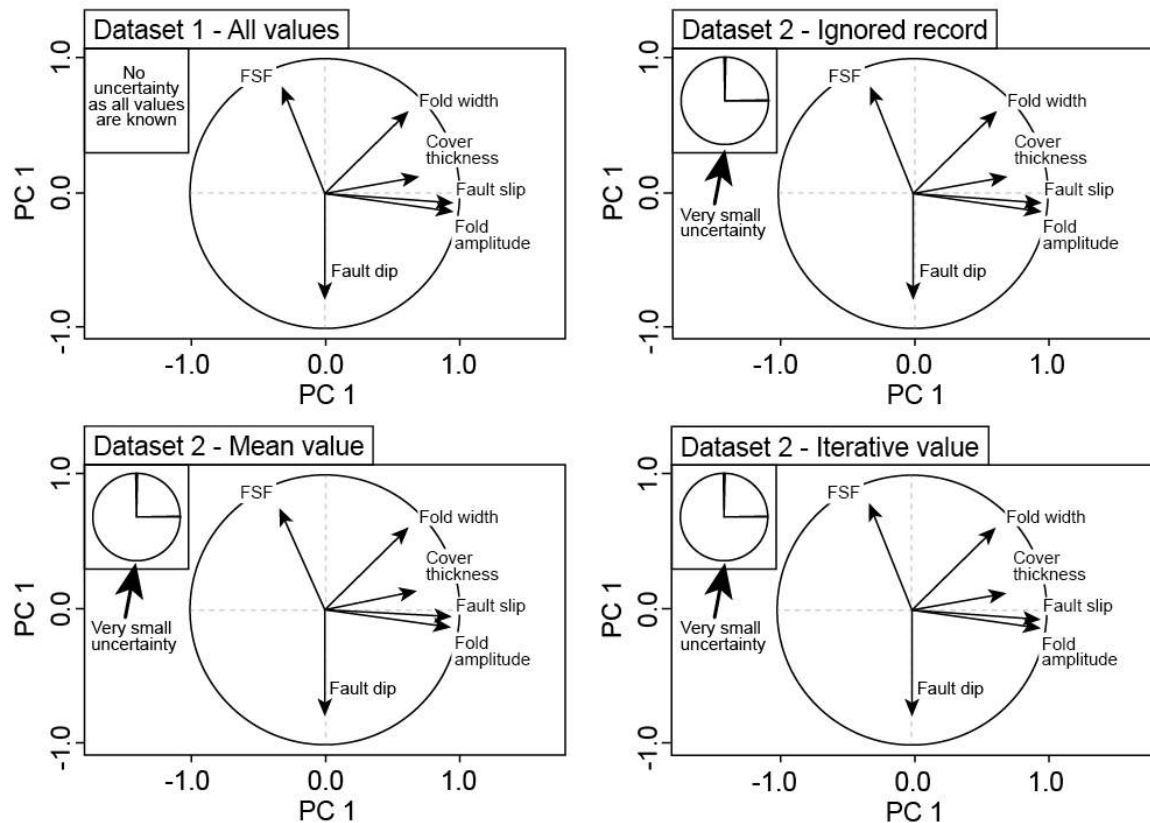 Dataset 1 - All values
No
uncertainty
as all values
are known
FSF
Fold width
Cover
thickness
Fault slip
Fold
amplitude
Fault dip
1.0
0.0
-1.0
PC 1
-1.0
0.0
1.0
PC 1
Dataset 2 - Ignored record
Very small
uncertainty
FSF
Fold width
Cover
thickness
Fault slip
Fold
amplitude
Fault dip
1.0
0.0
-1.0
PC 1
-1.0
0.0
1.0
PC 1
Dataset 2 - Mean value
Very small
uncertainty
FSF
Fold width
Cover
thickness
Fault slip
Fold
amplitude
Fault dip
1.0
0.0
-1.0
PC 1
-1.0
0.0
1.0
PC 1
Dataset 2 - Iterative value
Very small
uncertainty
FSF
Fold width
Cover
thickness
Fault slip
Fold
amplitude
Fault dip
1.0
0.0
-1.0
PC 1
-1.0
0.0
1.0
PC 1